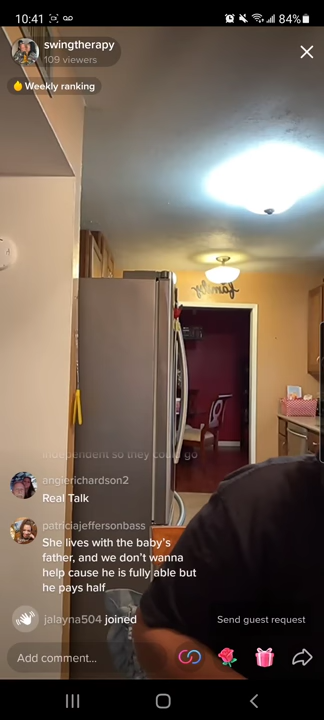 10:41
84%
swingtherapy
109 viewers
Weekly ranking
family
independent so they could go
angierichardson2
Real Talk
patriciajeffersonbass
She lives with the baby's
father, and we don't wanna
help cause he is fully able but
he pays half
jalayna504 joined
Send guest request
Add comment...